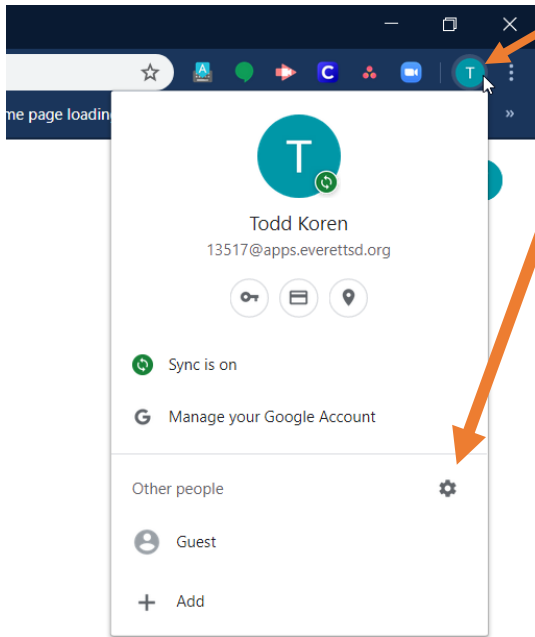 T
me page loadin
»
T
Todd Koren
13517@apps.everettsd.org
Sync is on
G Manage your Google Account
Other people
Guest
+ Add